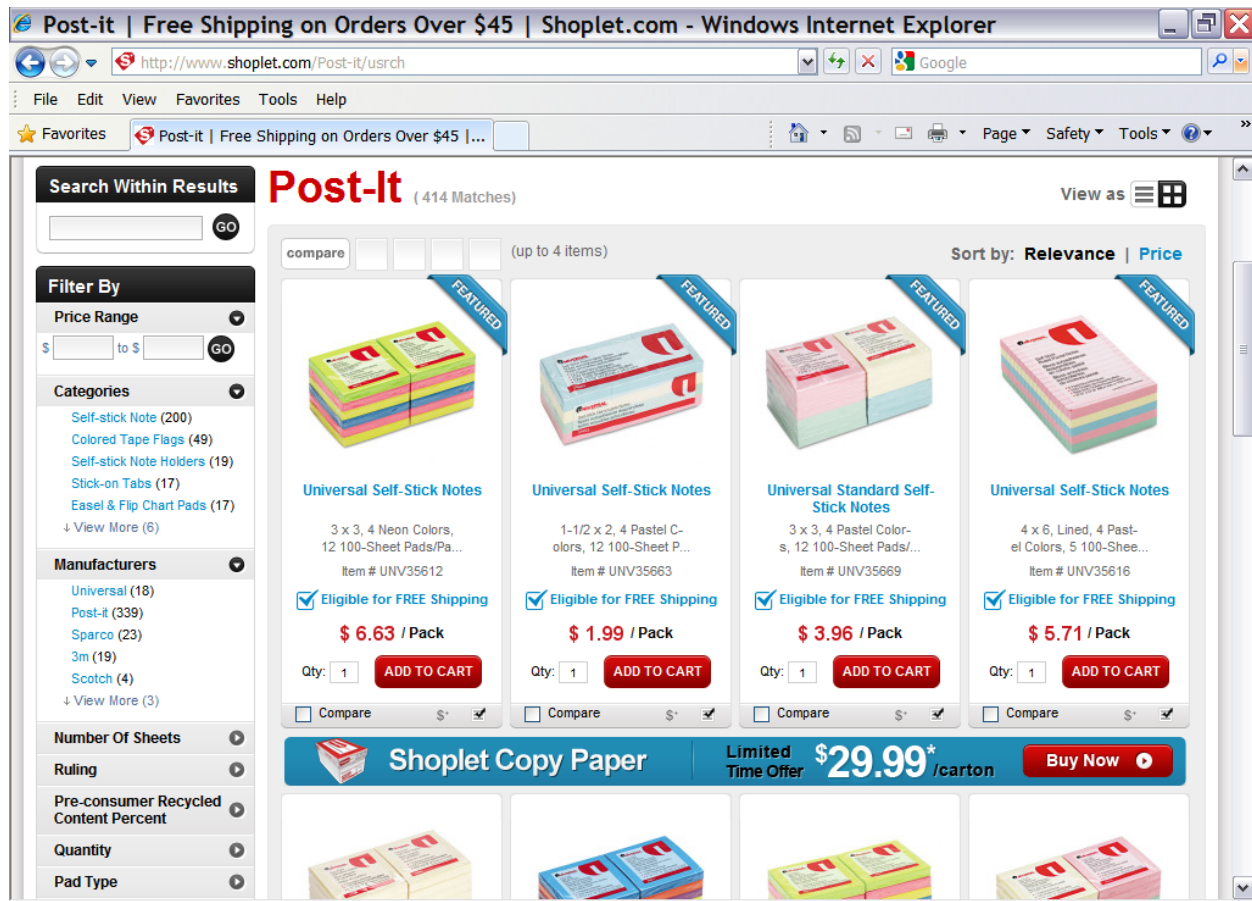 Post-it | Free Shipping on Orders Over $45 | Shoplet.com - Windows Internet Explorer
http://www.shoplet.com/Post-it/usrch
Google
File Edit View Favorites Tools Help
Favorites
Post-it | Free Shipping on Orders Over $45 |...
Page Safety Tools
Search Within Results
GO
Filter By
Price Range
$ to $ GO
Categories
Self-stick Note (200)
Colored Tape Flags (49)
Self-stick Note Holders (19)
Stick-on Tabs (17)
Easel & Flip Chart Pads (17)
↓ View More (6)
Manufacturers
Universal (18)
Post-it (339)
Sparco (23)
3m (19)
Scotch (4)
↓ View More (3)
Number Of Sheets
Ruling
Pre-consumer Recycled
Content Percent
Quantity
Pad Type
Post-It ( 414 Matches)
View as
compare (up to 4 items)
Sort by: Relevance | Price
FEATURED
Universal Self-Stick Notes
3 x 3, 4 Neon Colors,
12 100-Sheet Pads/Pa...
Item # UNV35612
Eligible for FREE Shipping
$ 6.63 / Pack
Qty: 1 ADD TO CART
Compare $+
FEATURED
Universal Self-Stick Notes
1-1/2 x 2, 4 Pastel C-
olors, 12 100-Sheet P...
Item # UNV35663
Eligible for FREE Shipping
$ 1.99 / Pack
Qty: 1 ADD TO CART
Compare $+
FEATURED
Universal Standard Self-
Stick Notes
3 x 3, 4 Pastel Color-
s, 12 100-Sheet Pads/...
Item # UNV35669
Eligible for FREE Shipping
$ 3.96 / Pack
Qty: 1 ADD TO CART
Compare $+
FEATURED
Universal Self-Stick Notes
4 x 6, Lined, 4 Past-
el Colors, 5 100-Shee...
Item # UNV35616
Eligible for FREE Shipping
$ 5.71 / Pack
Qty: 1 ADD TO CART
Compare $+
Shoplet Copy Paper
Limited
Time Offer
$29.99* /carton
Buy Now